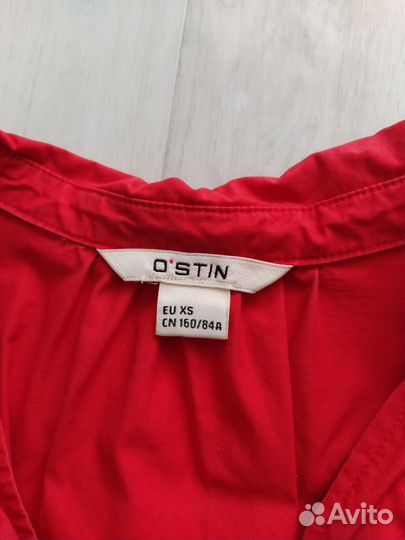 O'STIN
EU XS
CN 160/84A
Avito